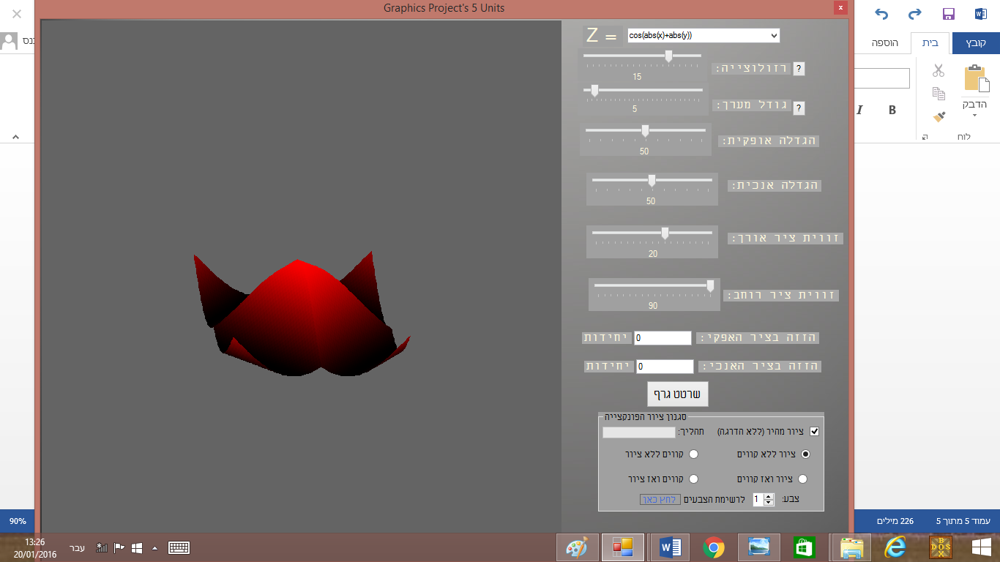 Graphics Project's 5 Units
x
Z = cos(abs(x)+abs(y))
רזולוצייה: ?
15
גודל מערך: ?
5
הגדלה אופקית:
50
הגדלה אנכית:
50
זווית ציר אורך:
20
זווית ציר רוחב:
90
הזזה בציר האפקי: 0 יחידות
הזזה בציר האנכי: 0 יחידות
שרטט גרף
סגנון ציור הפונקצייה
ציור מהיר (ללא הדרגה) תהליך:
ציור ללא קווים קווים ללא ציור
ציור ואז קווים קווים ואז ציור
צבע: 1 לרשימת הצבעים לחץ כאן
קובץ בית הוספה
הדבק
B I
לוח
נס
עמוד 5 מתוך 5 226 מילים
90%
עבר
13:26
20/01/2016